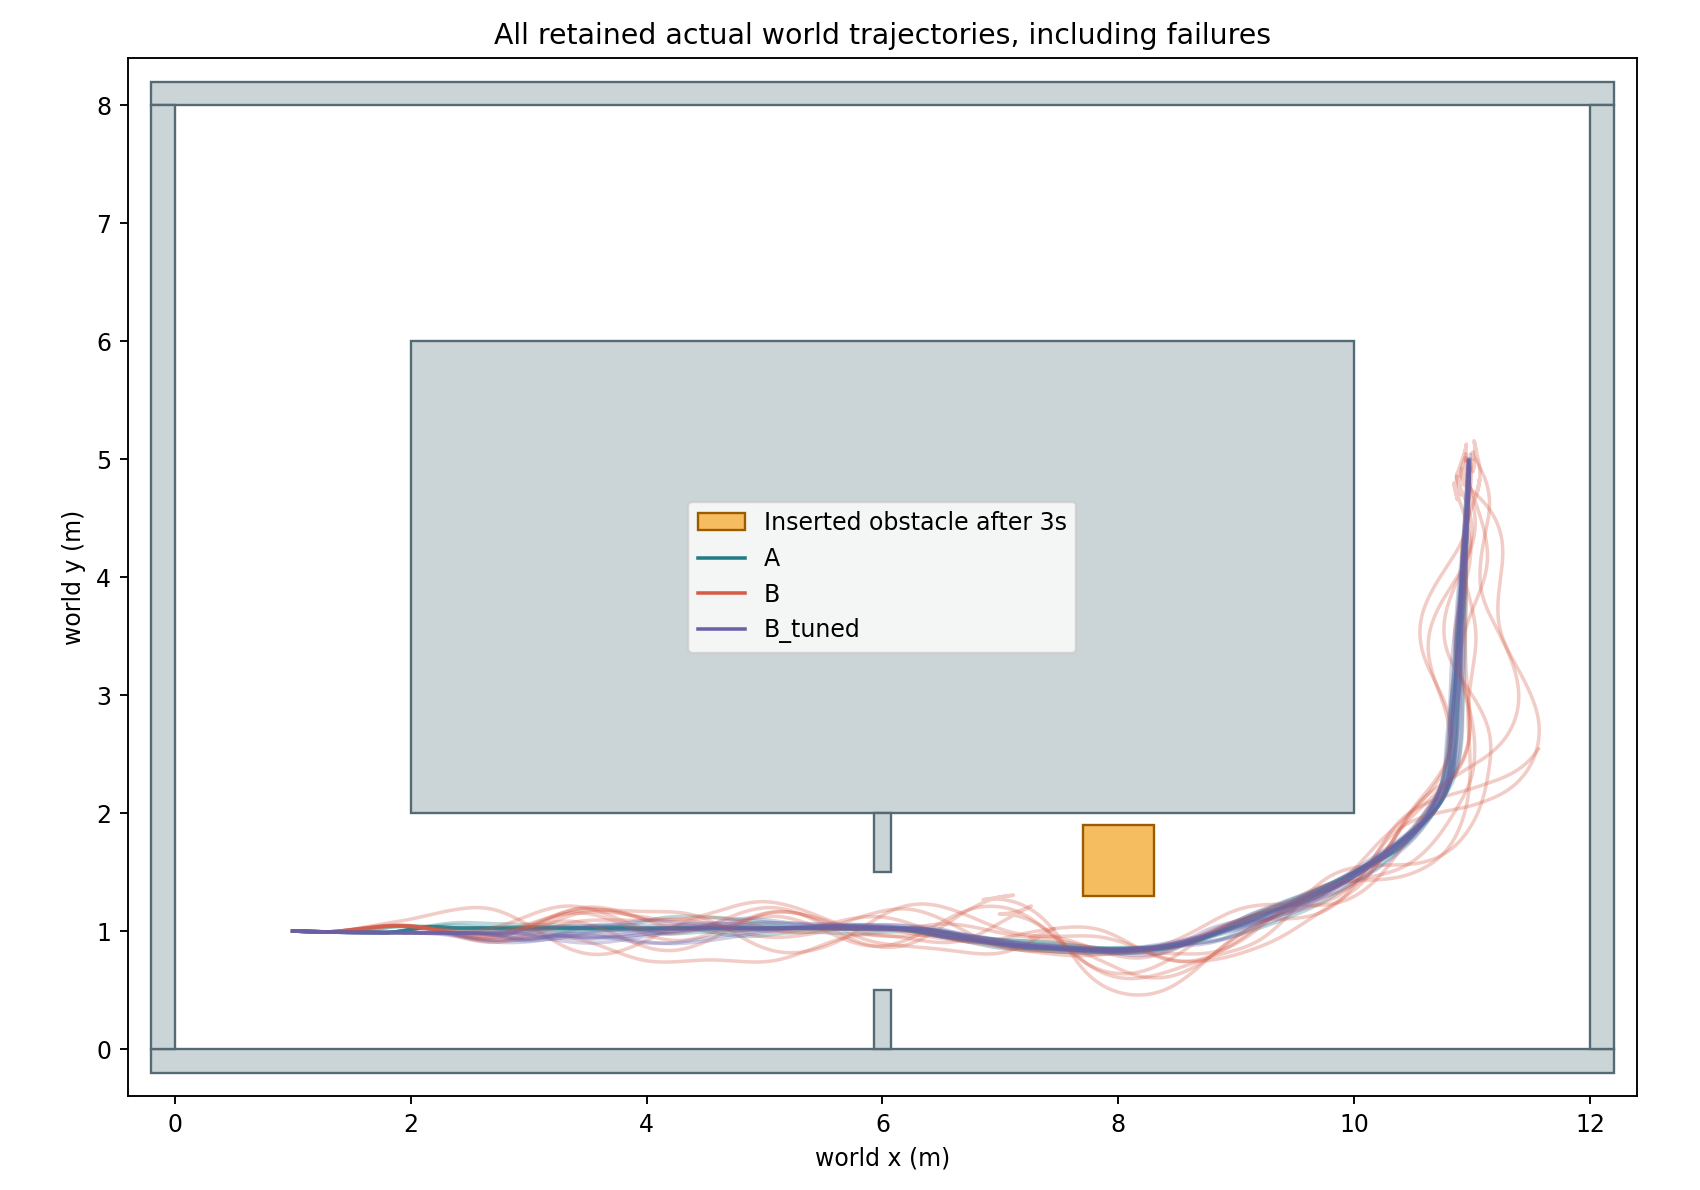 All retained actual world trajectories, including failures
8
7
6
5
4
3
2
1
0
world y (m)
Inserted obstacle after 3s
A
B
B_tuned
0
2
4
6
8
10
12
world x (m)